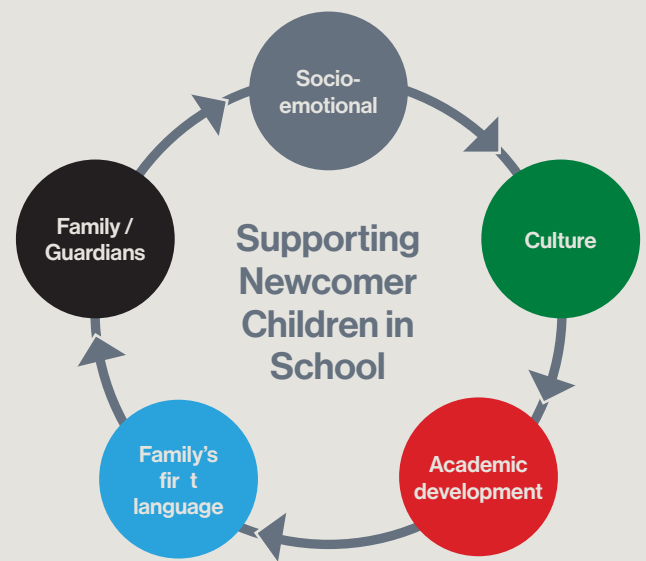 Socio-
emotional
Culture
Academic
development
Family's
fir t
language
Family /
Guardians
Supporting
Newcomer
Children in
School